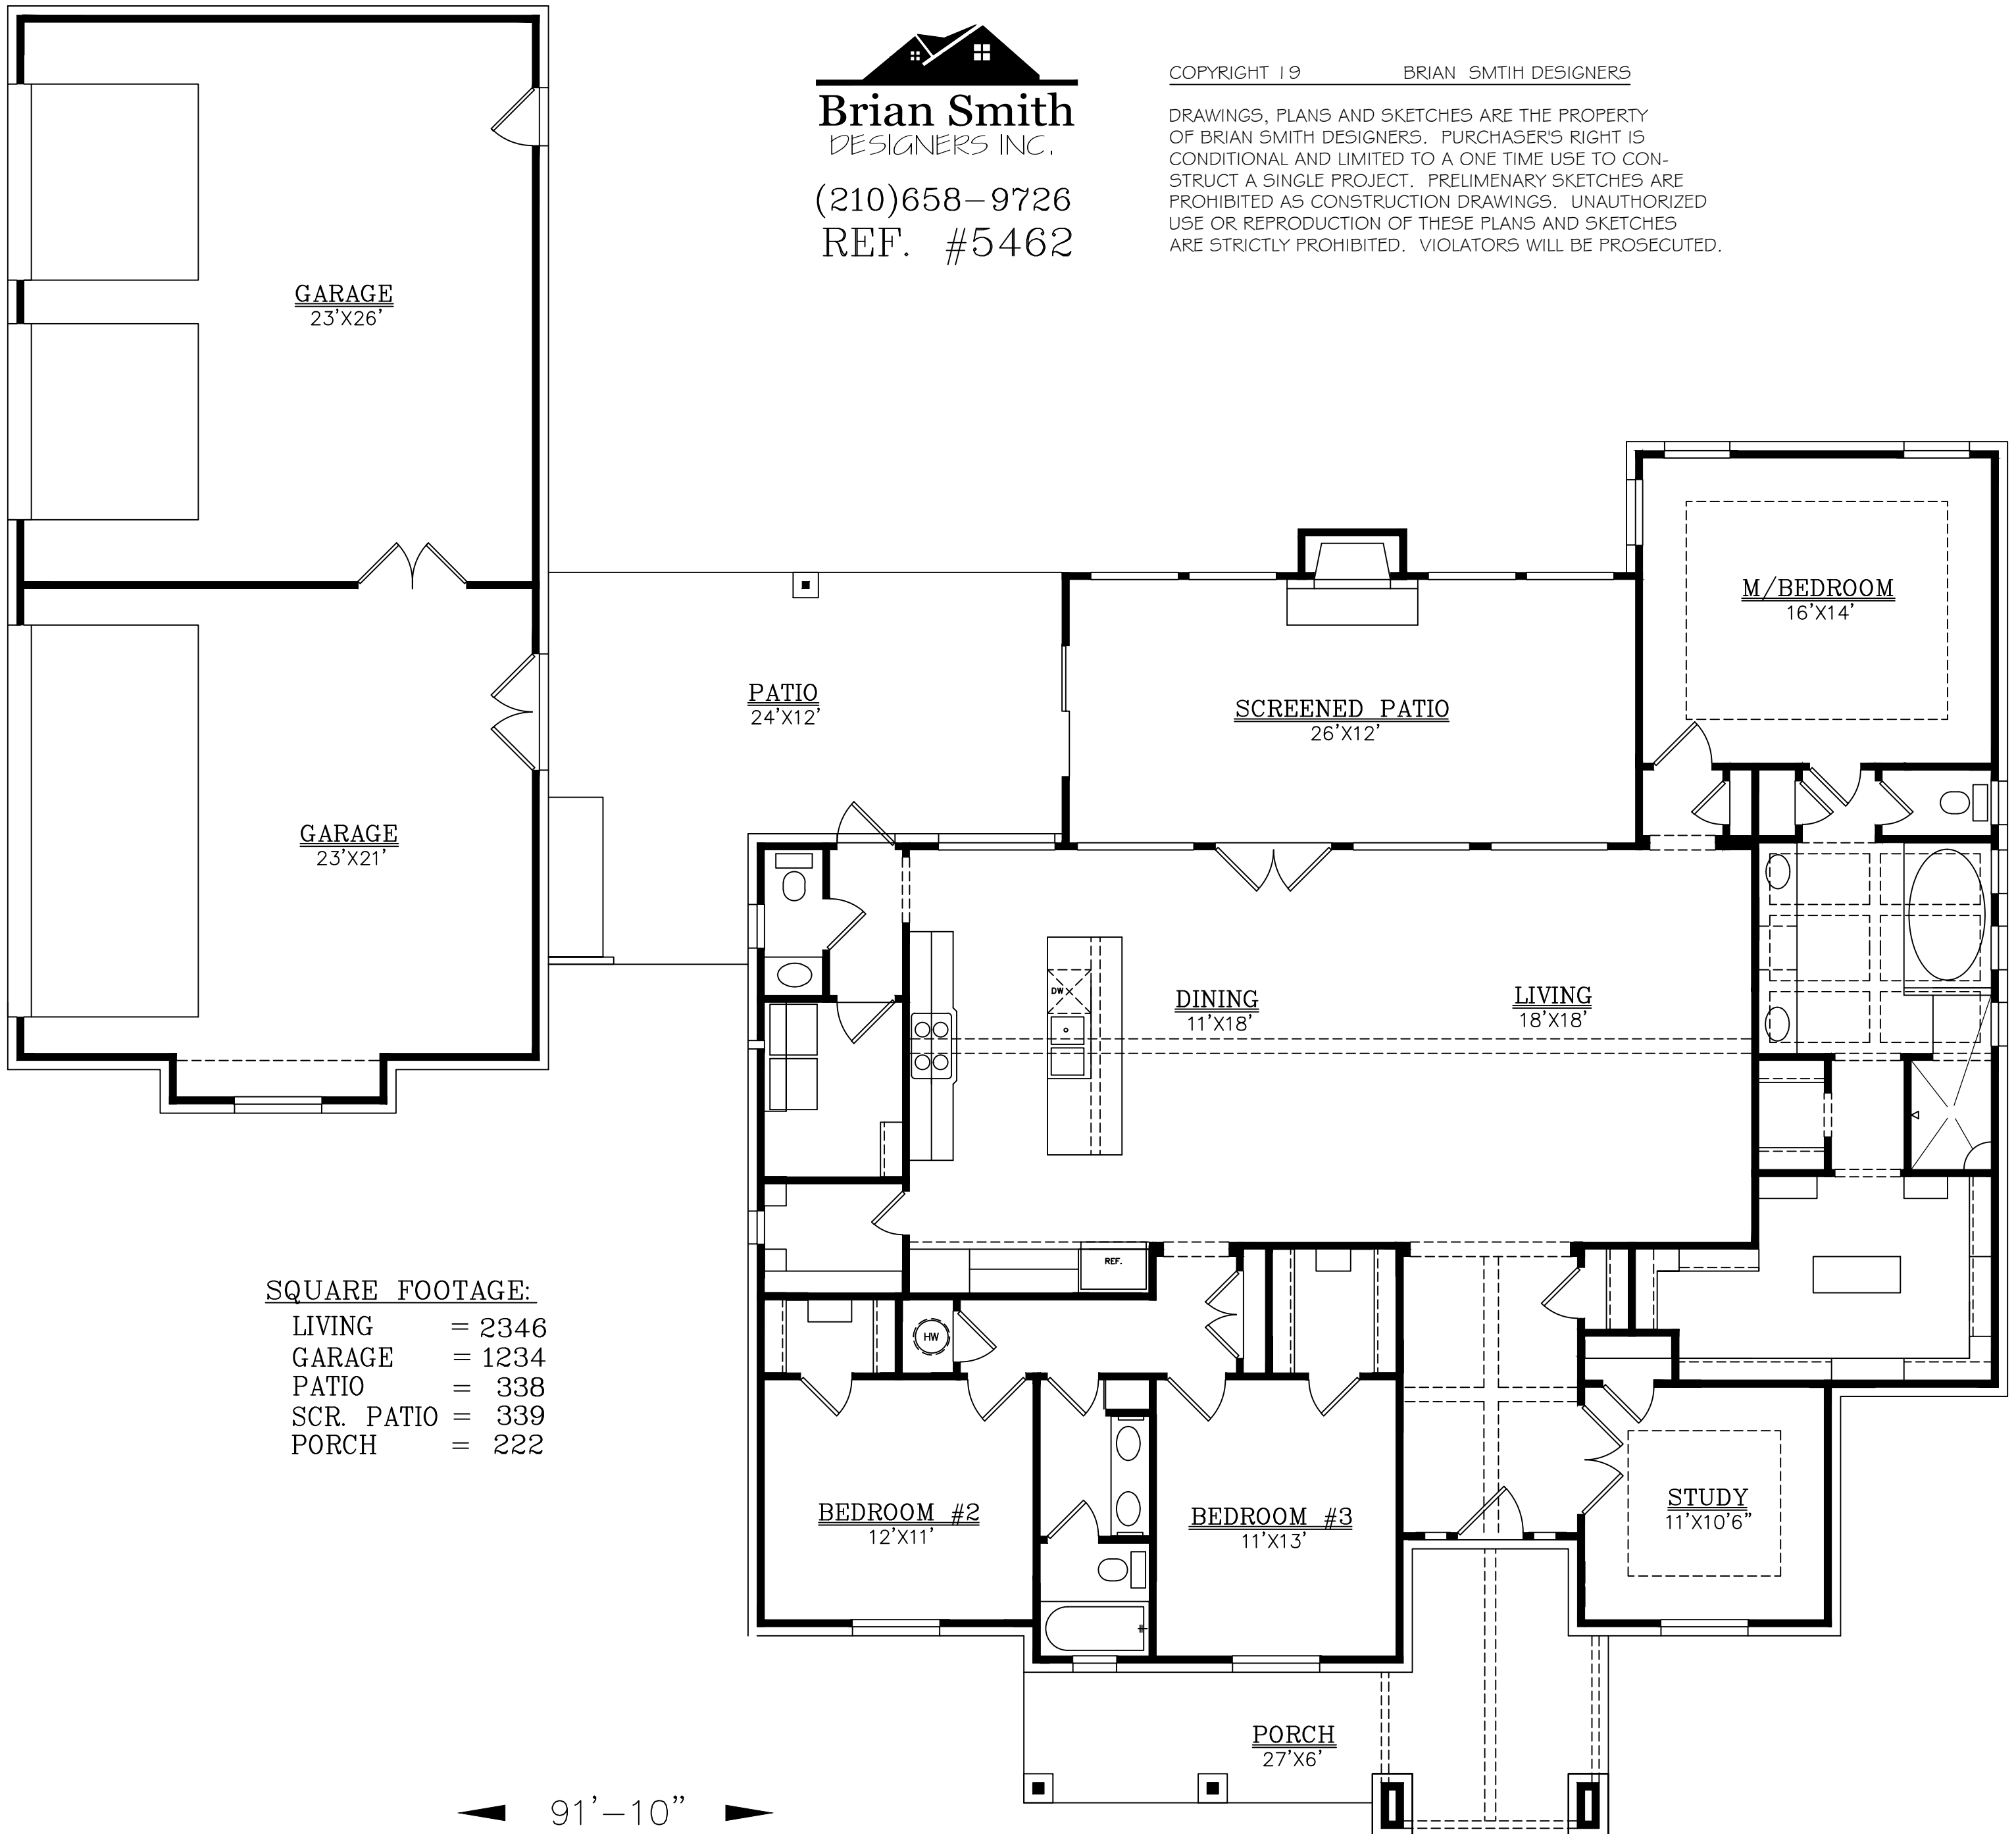 Brian Smith
DESIGNERS INC.
(210)658-9726
REF. #5462
COPYRIGHT 19 BRIAN SMTIH DESIGNERS
DRAWINGS, PLANS AND SKETCHES ARE THE PROPERTY
OF BRIAN SMITH DESIGNERS. PURCHASER'S RIGHT IS
CONDITIONAL AND LIMITED TO A ONE TIME USE TO CON-
STRUCT A SINGLE PROJECT. PRELIMENARY SKETCHES ARE
PROHIBITED AS CONSTRUCTION DRAWINGS. UNAUTHORIZED
USE OR REPRODUCTION OF THESE PLANS AND SKETCHES
ARE STRICTLY PROHIBITED. VIOLATORS WILL BE PROSECUTED.
GARAGE
23'X26'
M/BEDROOM
16'X14'
PATIO
24'X12'
SCREENED PATIO
26'X12'
GARAGE
23'X21'
DW
DINING
11'X18'
LIVING
18'X18'
REF.
HW
SQUARE FOOTAGE:
LIVING = 2346
GARAGE = 1234
PATIO = 338
SCR. PATIO = 339
PORCH = 222
BEDROOM #2
12'X11'
BEDROOM #3
11'X13'
STUDY
11'X10'6"
PORCH
27'X6'
91'-10"